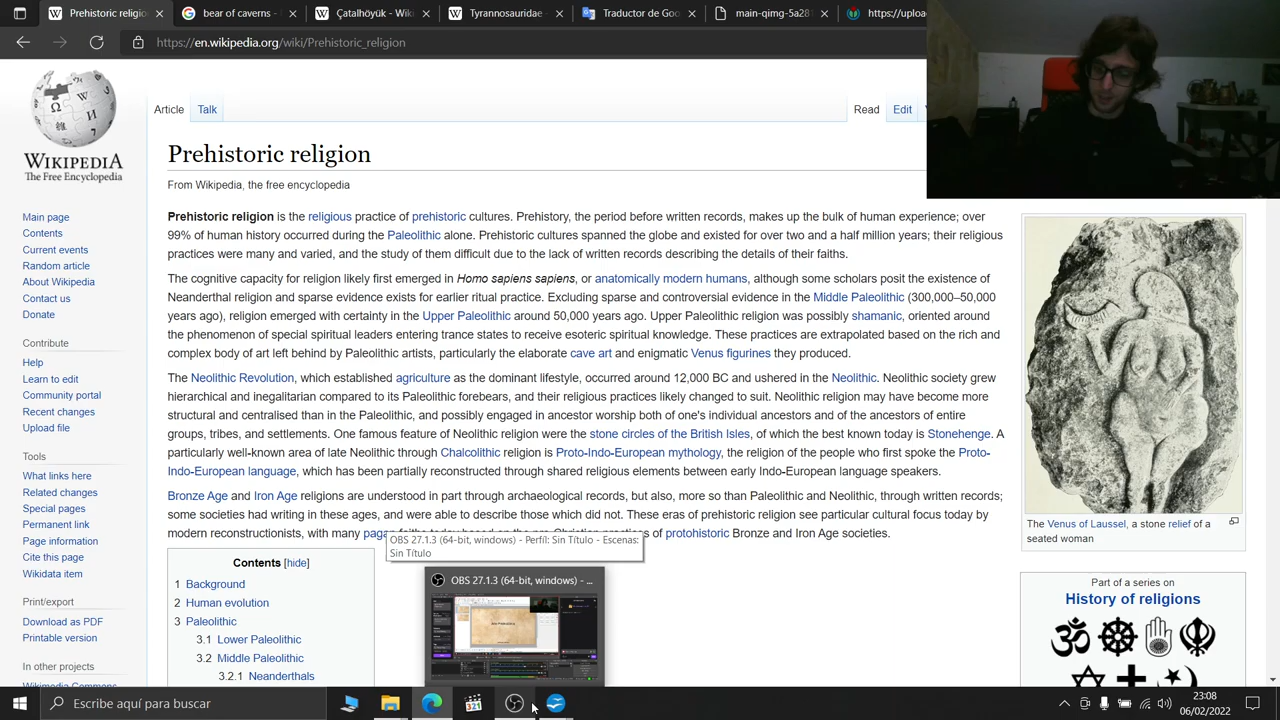 (1) Twitter
Prehistoric religion
Çatalhöyük - Wi
Tyrannosauridae
Traductor de Goo
main-qimg-5a281
https://uploa
https://en.wikipedia.org/wiki/Prehistoric_religion
WIKIPEDIA
The Free Encyclopedia
Main page
Contents
Current events
Random article
About Wikipedia
Contact us
Donate
Contribute
Help
Learn to edit
Community portal
Recent changes
Upload file
Tools
What links here
Related changes
Special pages
Permanent link
Page information
Cite this page
Wikidata item
Print/export
Download as PDF
Printable version
In other projects
Wikimedia Commons
Article
Talk
Read
Edit
Prehistoric religion
From Wikipedia, the free encyclopedia
Prehistoric religion is the religious practice of prehistoric cultures. Prehistory, the period before written records, makes up the bulk of human experience; over
99% of human history occurred during the Paleolithic alone. Prehistoric cultures spanned the globe and existed for over two and a half million years; their religious
practices were many and varied, and the study of them difficult due to the lack of written records describing the details of their faiths.
The cognitive capacity for religion likely first emerged in Homo sapiens sapiens, or anatomically modern humans, although some scholars posit the existence of
Neanderthal religion and sparse evidence exists for earlier ritual practice. Excluding sparse and controversial evidence in the Middle Paleolithic (300,000–50,000
years ago), religion emerged with certainty in the Upper Paleolithic around 50,000 years ago. Upper Paleolithic religion was possibly shamanic, oriented around
the phenomenon of special spiritual leaders entering trance states to receive esoteric spiritual knowledge. These practices are extrapolated based on the rich and
complex body of art left behind by Paleolithic artists, particularly the elaborate cave art and enigmatic Venus figurines they produced.
The Neolithic Revolution, which established agriculture as the dominant lifestyle, occurred around 12,000 BC and ushered in the Neolithic. Neolithic society grew
hierarchical and inegalitarian compared to its Paleolithic forebears, and their religious practices likely changed to suit. Neolithic religion may have become more
structural and centralised than in the Paleolithic, and possibly engaged in ancestor worship both of one's individual ancestors and of the ancestors of entire
groups, tribes, and settlements. One famous feature of Neolithic religion were the stone circles of the British Isles, of which the best known today is Stonehenge. A
particularly well-known area of late Neolithic through Chalcolithic religion is Proto-Indo-European mythology, the religion of the people who first spoke the Proto-
Indo-European language, which has been partially reconstructed through shared religious elements between early Indo-European language speakers.
Bronze Age and Iron Age religions are understood in part through archaeological records, but also, more so than Paleolithic and Neolithic, through written records;
some societies had writing in these ages, and were able to describe those which did not. These eras of prehistoric religion see particular cultural focus today by
modern reconstructionists, with many paga
s of protohistoric Bronze and Iron Age societies.
OBS 27.1.3 (64-bit, windows) - Perfil: Sin Título - Escenas:
Sin Título
OBS 27.1.3 (64-bit, windows) - ...
Contents [hide]
1 Background
2 Human evolution
3 Paleolithic
3.1 Lower Paleolithic
3.2 Middle Paleolithic
3.2.1 Neanderthals
The Venus of Laussel, a stone relief of a
seated woman
Part of a series on
History of religions
Escribe aquí para buscar
321
23:08
06/02/2022